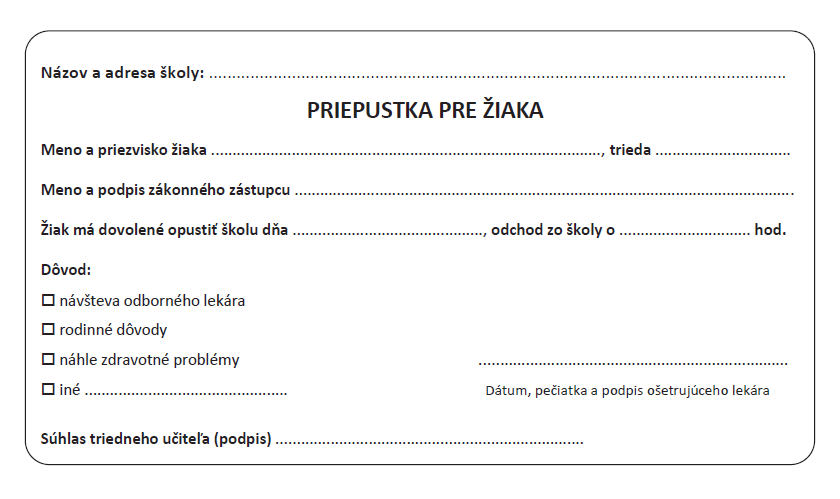 Názov a adresa školy: ......................................................................................................................................
PRIEPUSTKA PRE ŽIAKA
Meno a priezvisko žiaka ............................................................................................, trieda ................................
Meno a podpis zákonného zástupcu ......................................................................................................................
Žiak má dovolené opustiť školu dňa ............................................., odchod zo školy o ............................... hod.
Dôvod:
☐ návšteva odborného lekára
☐ rodinné dôvody
☐ náhle zdravotné problémy .........................................................................
☐ iné ................................................ Dátum, pečiatka a podpis ošetrujúceho lekára
Súhlas triedneho učiteľa (podpis) .........................................................................